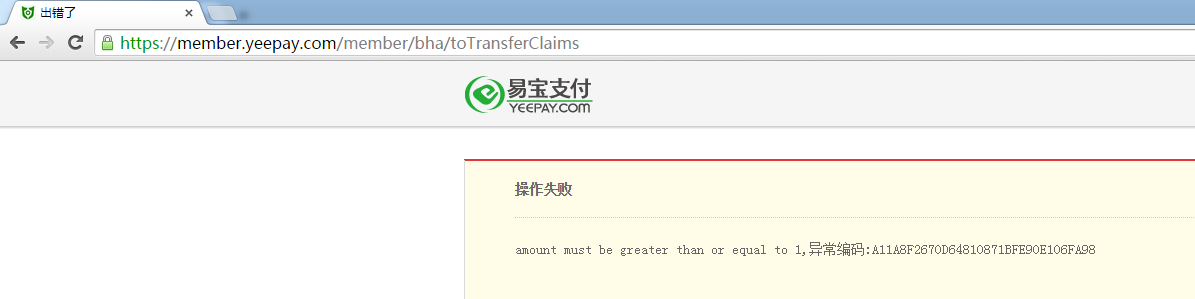 出错了
https://member.yeepay.com/member/bha/toTransferClaims
易宝支付
YEEPAY.COM
操作失败
amount must be greater than or equal to 1,异常编码:A11A8F2670D64810871BFE90E106FA98